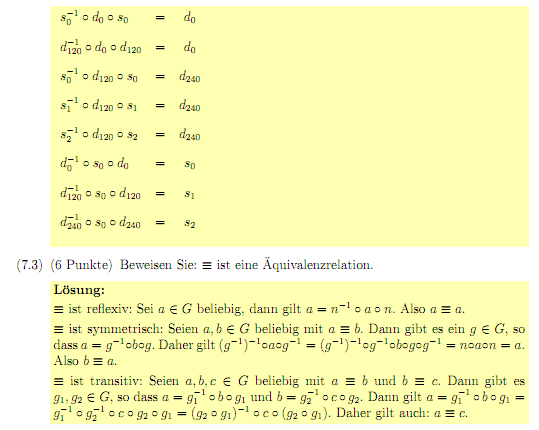 s₀⁻¹ ∘ d₀ ∘ s₀ = d₀
d₁₂₀⁻¹ ∘ d₀ ∘ d₁₂₀ = d₀
s₀⁻¹ ∘ d₁₂₀ ∘ s₀ = d₂₄₀
s₁⁻¹ ∘ d₁₂₀ ∘ s₁ = d₂₄₀
s₂⁻¹ ∘ d₁₂₀ ∘ s₂ = d₂₄₀
d₀⁻¹ ∘ s₀ ∘ d₀ = s₀
d₁₂₀⁻¹ ∘ s₀ ∘ d₁₂₀ = s₁
d₂₄₀⁻¹ ∘ s₀ ∘ d₂₄₀ = s₂
(7.3) (6 Punkte) Beweisen Sie: ≡ ist eine Äquivalenzrelation.
Lösung:
≡ ist reflexiv: Sei a ∈ G beliebig, dann gilt a = n⁻¹ ∘ a ∘ n. Also a ≡ a.
≡ ist symmetrisch: Seien a, b ∈ G beliebig mit a ≡ b. Dann gibt es ein g ∈ G, so
dass a = g⁻¹∘b∘g. Daher gilt (g⁻¹)⁻¹∘a∘g⁻¹ = (g⁻¹)⁻¹∘g⁻¹∘b∘g∘g⁻¹ = n∘a∘n = a.
Also b ≡ a.
≡ ist transitiv: Seien a, b, c ∈ G beliebig mit a ≡ b und b ≡ c. Dann gibt es
g₁, g₂ ∈ G, so dass a = g₁⁻¹ ∘ b ∘ g₁ und b = g₂⁻¹ ∘ c ∘ g₂. Dann gilt a = g₁⁻¹ ∘ b ∘ g₁ =
g₁⁻¹ ∘ g₂⁻¹ ∘ c ∘ g₂ ∘ g₁ = (g₂ ∘ g₁)⁻¹ ∘ c ∘ (g₂ ∘ g₁). Daher gilt auch: a ≡ c.